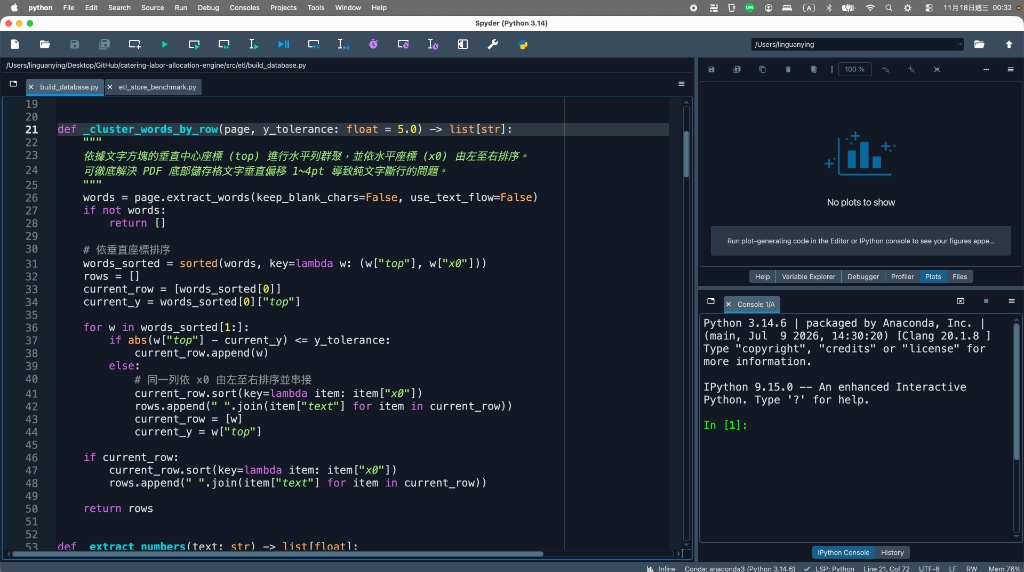 python File Edit Search Source Run Debug Consoles Projects Tools Window Help 11月18日週三 00:32
Spyder (Python 3.14)
/Users/linguanying
/Users/linguanying/Desktop/GitHub/catering-labor-allocation-engine/src/etl/build_database.py
build_database.py etl_store_benchmark.py
19
20
21 def _cluster_words_by_row(page, y_tolerance: float = 5.0) -> list[str]:
22 """
23 依據文字方塊的垂直中心座標 (top) 進行水平列群聚，並依水平座標 (x0) 由左至右排序。
24 可徹底解決 PDF 底部儲存格文字垂直偏移 1~4pt 導致純文字斷行的問題。
25 """
26 words = page.extract_words(keep_blank_chars=False, use_text_flow=False)
27 if not words:
28 return []
29
30 # 依垂直座標排序
31 words_sorted = sorted(words, key=lambda w: (w["top"], w["x0"]))
32 rows = []
33 current_row = [words_sorted[0]]
34 current_y = words_sorted[0]["top"]
35
36 for w in words_sorted[1:]:
37 if abs(w["top"] - current_y) <= y_tolerance:
38 current_row.append(w)
39 else:
40 # 同一列依 x0 由左至右排序並串接
41 current_row.sort(key=lambda item: item["x0"])
42 rows.append(" ".join(item["text"] for item in current_row))
43 current_row = [w]
44 current_y = w["top"]
45
46 if current_row:
47 current_row.sort(key=lambda item: item["x0"])
48 rows.append(" ".join(item["text"] for item in current_row))
49
50 return rows
51
52
53 def _extract_numbers(text: str) -> list[float]:
100 %
No plots to show
Run plot-generating code in the Editor or IPython console to see your figures appe...
Help Variable Explorer Debugger Profiler Plots Files
Console 1/A
Python 3.14.6 | packaged by Anaconda, Inc. |
(main, Jul  9 2026, 14:30:20) [Clang 20.1.8 ]
Type "copyright", "credits" or "license" for
more information.
IPython 9.15.0 -- An enhanced Interactive
Python. Type '?' for help.
In [1]:
IPython Console History
Inline Conda: anaconda3 (Python 3.14.6) LSP: Python Line 21, Col 72 UTF-8 LF RW Mem 76%